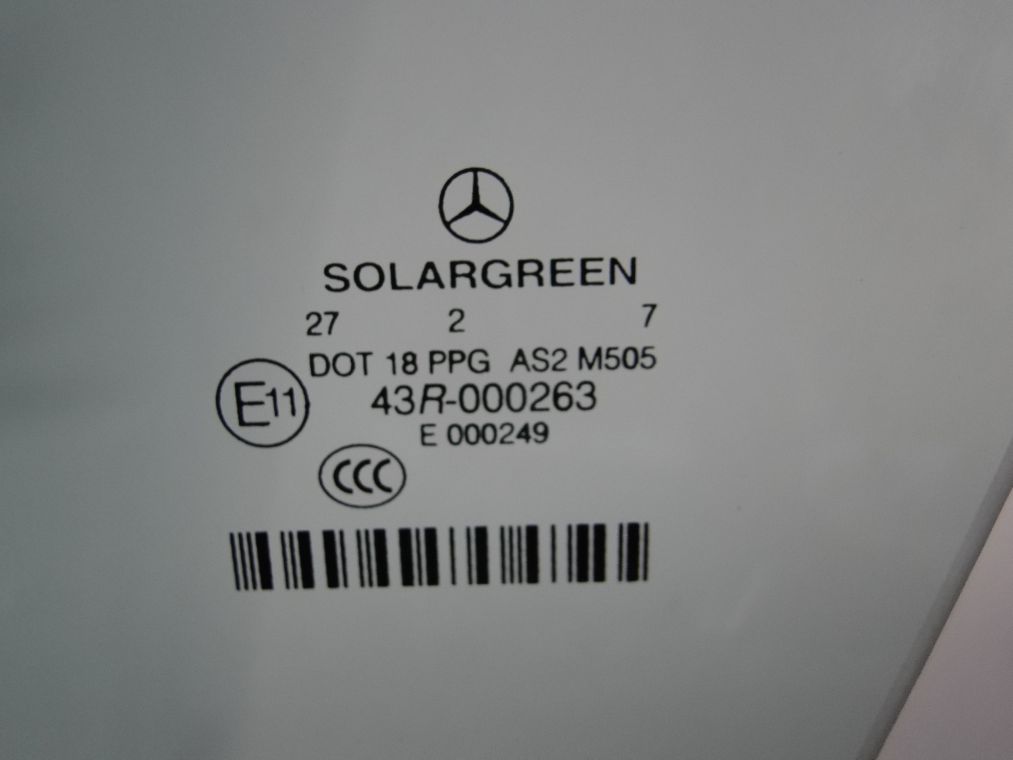 SOLARGREEN
27 2 7
DOT 18 PPG AS2 M505
E11 43R-000263
E 000249
CCC